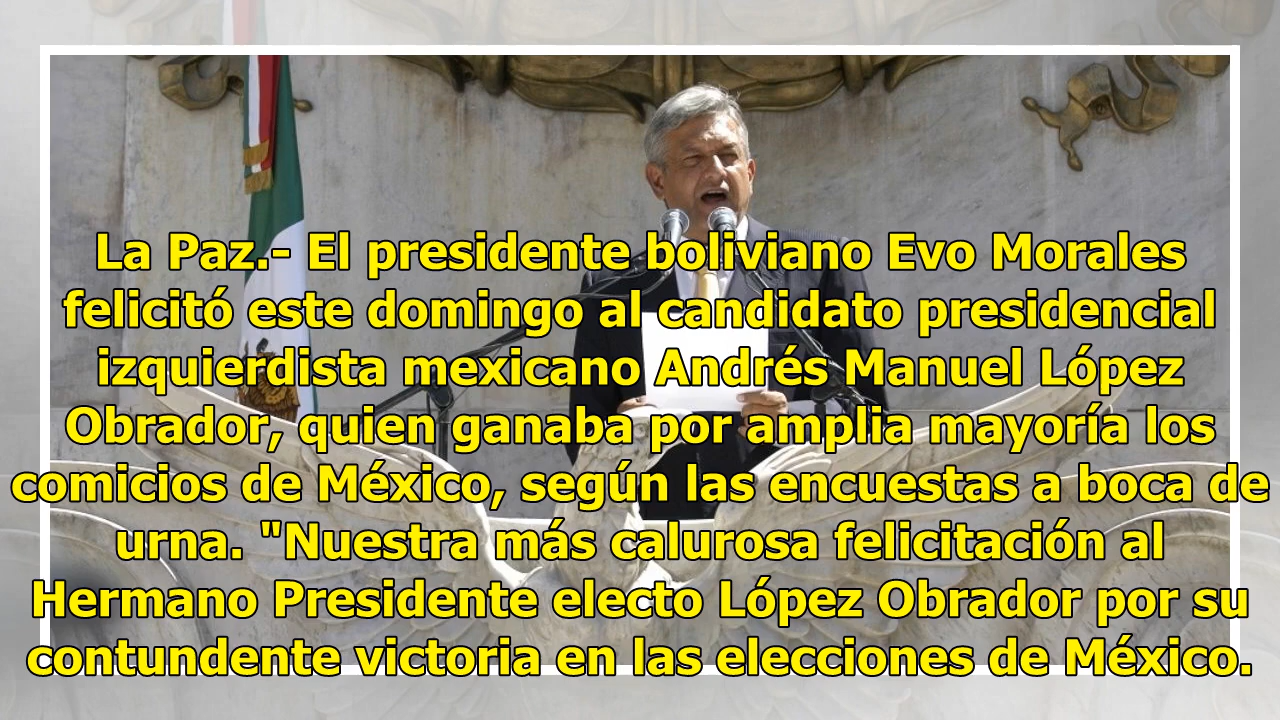 La Paz.- El presidente boliviano Evo Morales
felicitó este domingo al candidato presidencial
izquierdista mexicano Andrés Manuel López
Obrador, quien ganaba por amplia mayoría los
comicios de México, según las encuestas a boca de
urna. "Nuestra más calurosa felicitación al
Hermano Presidente electo López Obrador por su
contundente victoria en las elecciones de México.